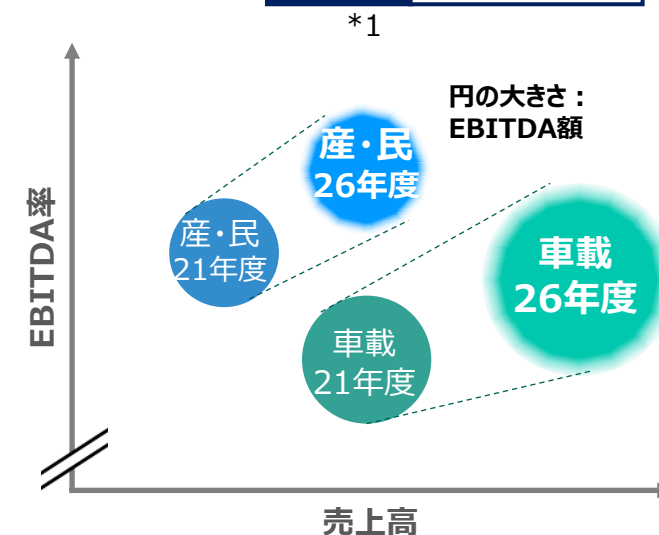 *1
円の大きさ：
EBITDA額
産・民
26年度
産・民
21年度
車載
26年度
車載
21年度
EBITDA率
売上高